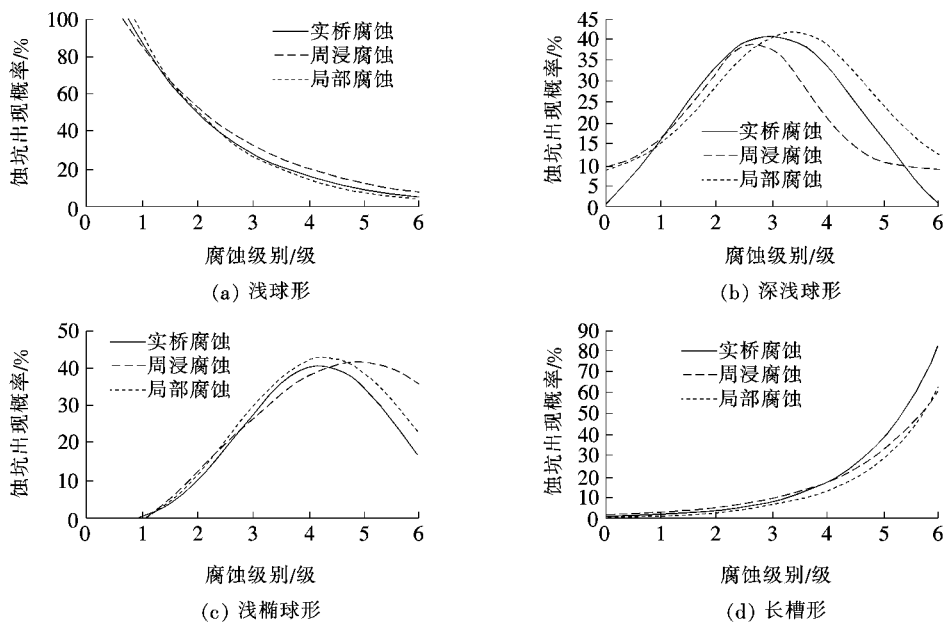 蚀坑出现概率/%
100
80
60
40
20
0
实桥腐蚀
周浸腐蚀
局部腐蚀
0 1 2 3 4 5 6
腐蚀级别/级
(a) 浅球形
蚀坑出现概率/%
45
40
35
30
25
20
15
10
5
0
实桥腐蚀
周浸腐蚀
局部腐蚀
0 1 2 3 4 5 6
腐蚀级别/级
(b) 深浅球形
蚀坑出现概率/%
50
40
30
20
10
0
实桥腐蚀
周浸腐蚀
局部腐蚀
0 1 2 3 4 5 6
腐蚀级别/级
(c) 浅椭球形
蚀坑出现概率/%
90
80
70
60
50
40
30
20
10
0
实桥腐蚀
周浸腐蚀
局部腐蚀
0 1 2 3 4 5 6
腐蚀级别/级
(d) 长槽形